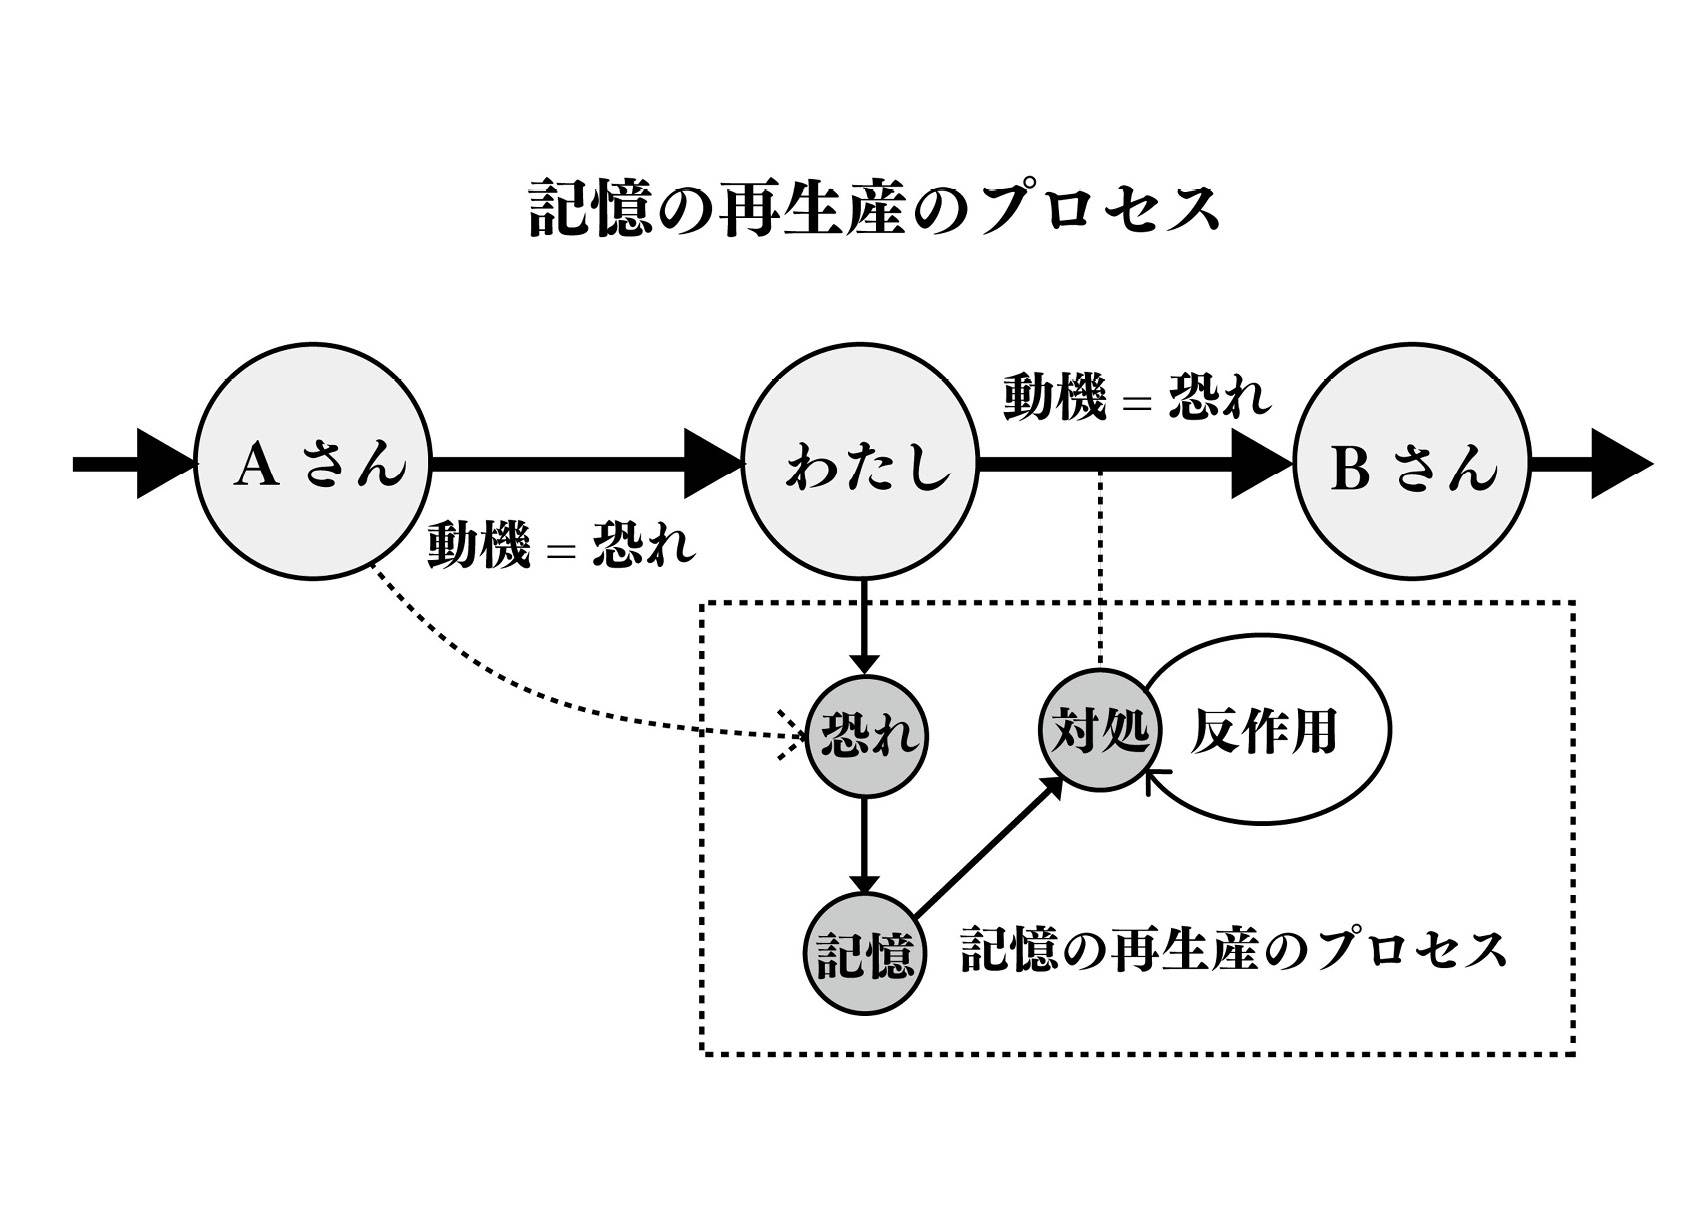 記憶の再生産のプロセス
動機 = 恐れ
A さん
わたし
B さん
動機 = 恐れ
恐れ
対処
反作用
記憶
記憶の再生産のプロセス